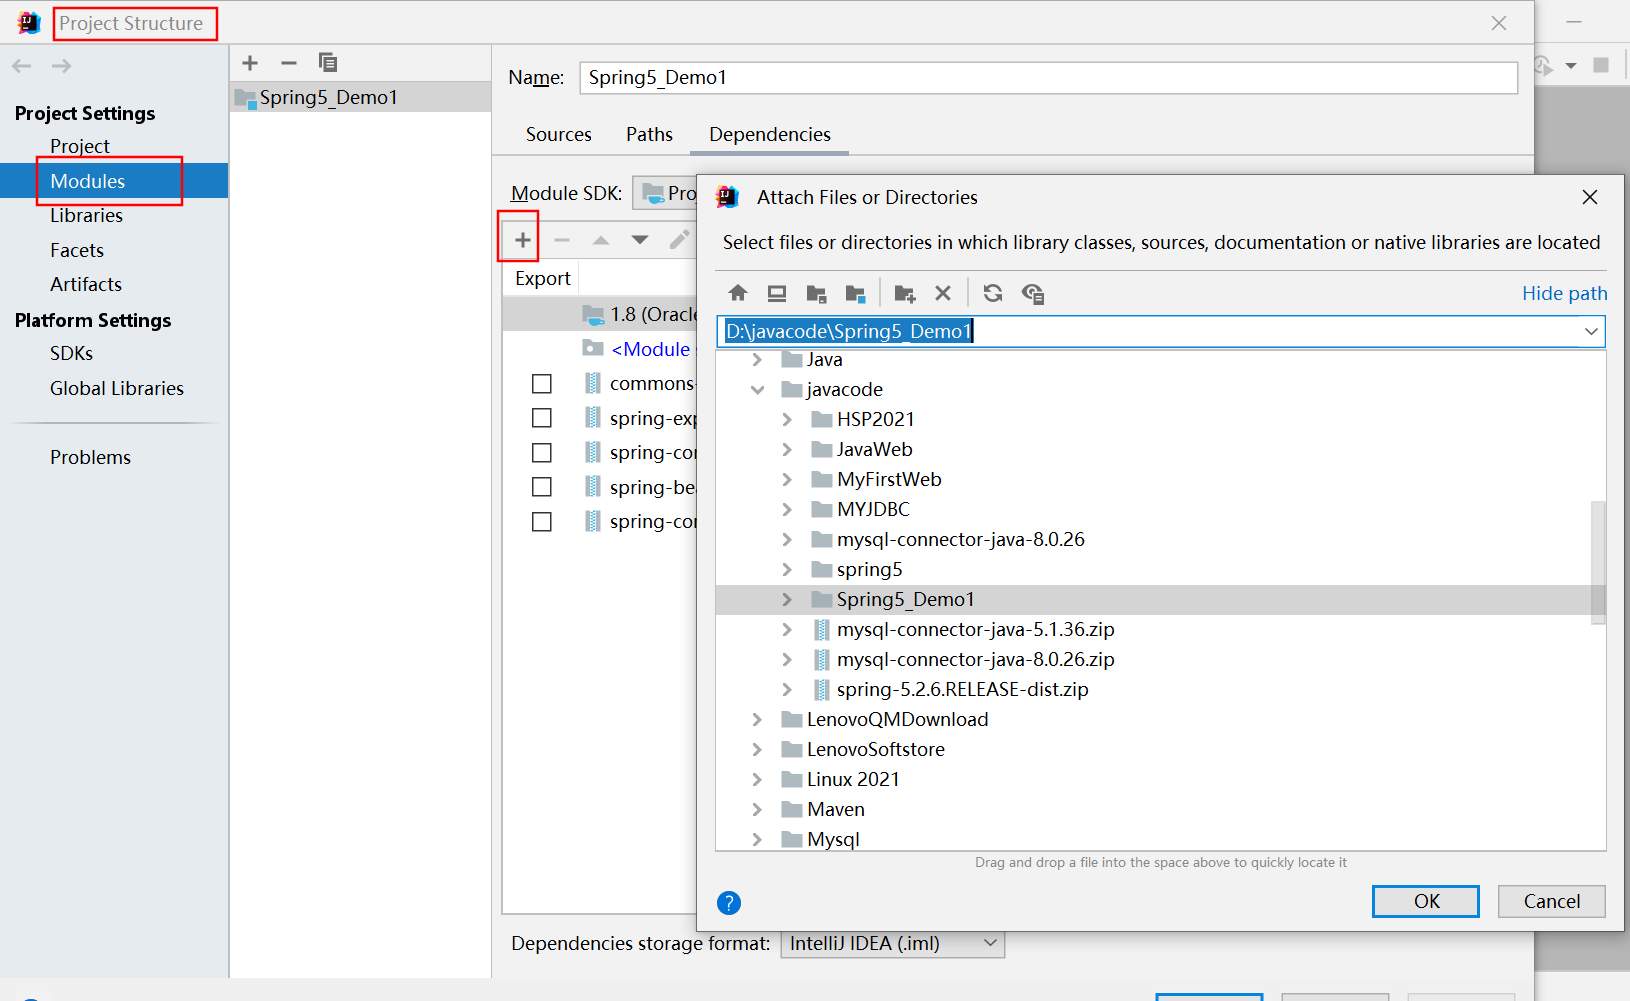 Project Structure
Project Settings
Project
Modules
Libraries
Facets
Artifacts
Platform Settings
SDKs
Global Libraries
Problems
Spring5_Demo1
Name: Spring5_Demo1
Sources Paths Dependencies
Module SDK: Pro
Export
1.8 (Oracle
<Module
commons-
spring-exp
spring-cor
spring-bea
spring-cor
Dependencies storage format: IntelliJ IDEA (.iml)
Attach Files or Directories
Select files or directories in which library classes, sources, documentation or native libraries are located
Hide path
D:\javacode\Spring5_Demo1
Java
javacode
HSP2021
JavaWeb
MyFirstWeb
MYJDBC
mysql-connector-java-8.0.26
spring5
Spring5_Demo1
mysql-connector-java-5.1.36.zip
mysql-connector-java-8.0.26.zip
spring-5.2.6.RELEASE-dist.zip
LenovoQMDownload
LenovoSoftstore
Linux 2021
Maven
Mysql
Drag and drop a file into the space above to quickly locate it
?
OK Cancel